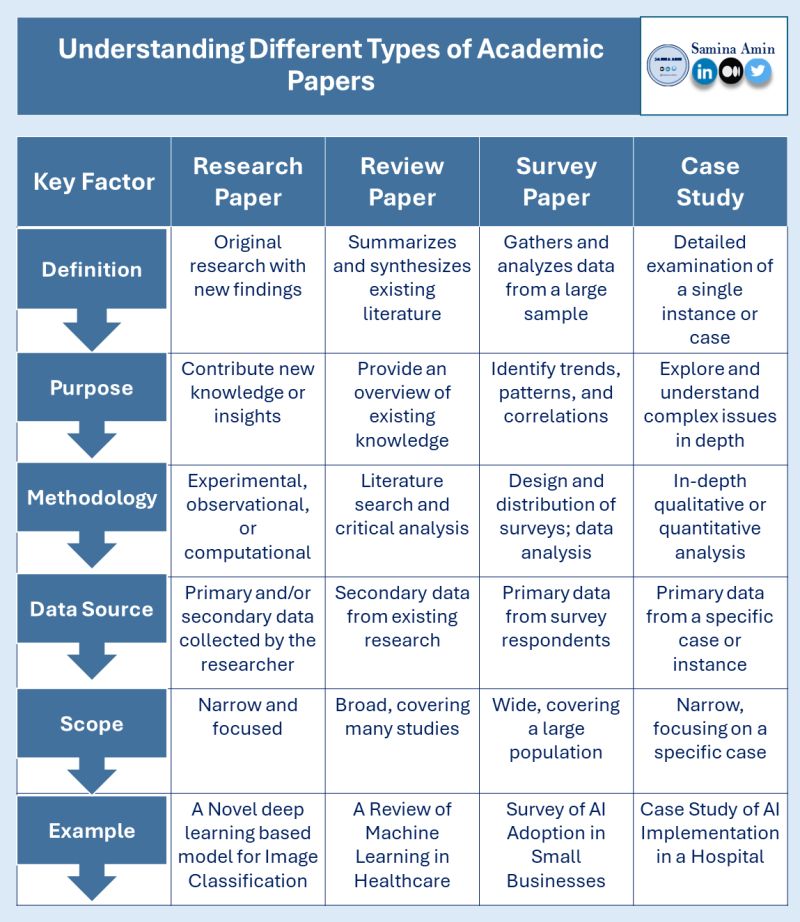 Understanding Different Types of Academic
Papers
Samina Amin
SAMINA AMIN
in
Key Factor
Research
Paper
Review
Paper
Survey
Paper
Case
Study
Definition
Original
research with
new findings
Summarizes
and synthesizes
existing
literature
Gathers and
analyzes data
from a large
sample
Detailed
examination of
a single
instance or
case
Purpose
Contribute new
knowledge or
insights
Provide an
overview of
existing
knowledge
Identify trends,
patterns, and
correlations
Explore and
understand
complex issues
in depth
Methodology
Experimental,
observational,
or
computational
Literature
search and
critical analysis
Design and
distribution of
surveys; data
analysis
In-depth
qualitative or
quantitative
analysis
Data Source
Primary and/or
secondary data
collected by the
researcher
Secondary data
from existing
research
Primary data
from survey
respondents
Primary data
from a specific
case or
instance
Scope
Narrow and
focused
Broad, covering
many studies
Wide, covering
a large
population
Narrow,
focusing on a
specific case
Example
A Novel deep
learning based
model for Image
Classification
A Review of
Machine
Learning in
Healthcare
Survey of AI
Adoption in
Small
Businesses
Case Study of AI
Implementation
in a Hospital